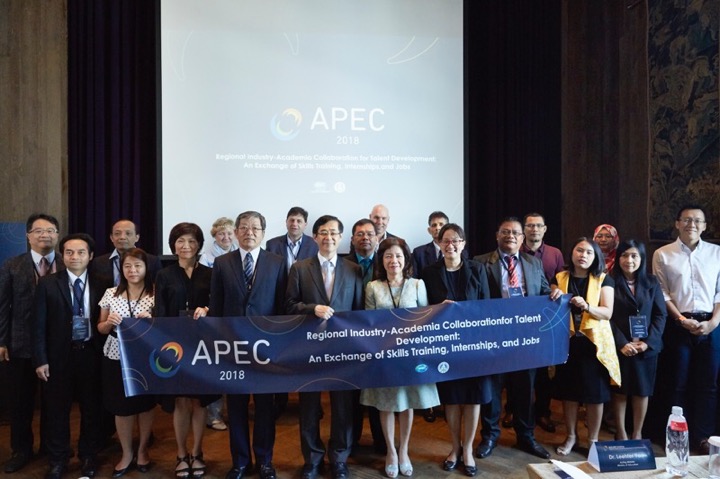 APEC
2018
Regional Industry-Academia Collaboration for Talent Development:
An Exchange of Skills Training, Internships and Jobs
APEC
2018
Regional Industry-Academia Collaborationfor Talent
Development:
An Exchange of Skills Training, Internships, and Jobs
Dr.